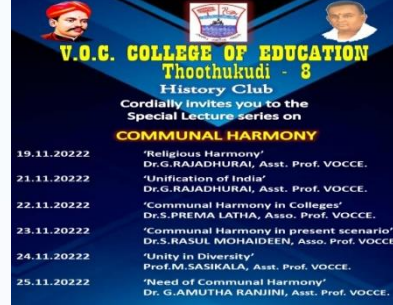 V.O.C. COLLEGE OF EDUCATION
Thoothukudi - 8
History Club
Cordially invites you to the
Special Lecture series on
COMMUNAL HARMONY
19.11.20222 'Religious Harmony'
Dr.G.RAJADHURAI, Asst. Prof. VOCCE.
21.11.20222 'Unification of India'
Dr.G.RAJADHURAI, Asst. Prof. VOCCE.
22.11.20222 'Communal Harmony in Colleges'
Dr.S.PREMA LATHA, Asso. Prof. VOCCE.
23.11.20222 'Communal Harmony in present scenario'
Dr.S.RASUL MOHAIDEEN, Asso. Prof. VOCCE
24.11.20222 'Unity in Diversity'
Prof.M.SASIKALA, Asst. Prof. VOCCE.
25.11.20222 'Need of Communal Harmony'
Dr. G.AMUTHA RANJINI, Asst. Prof. VOCCE.